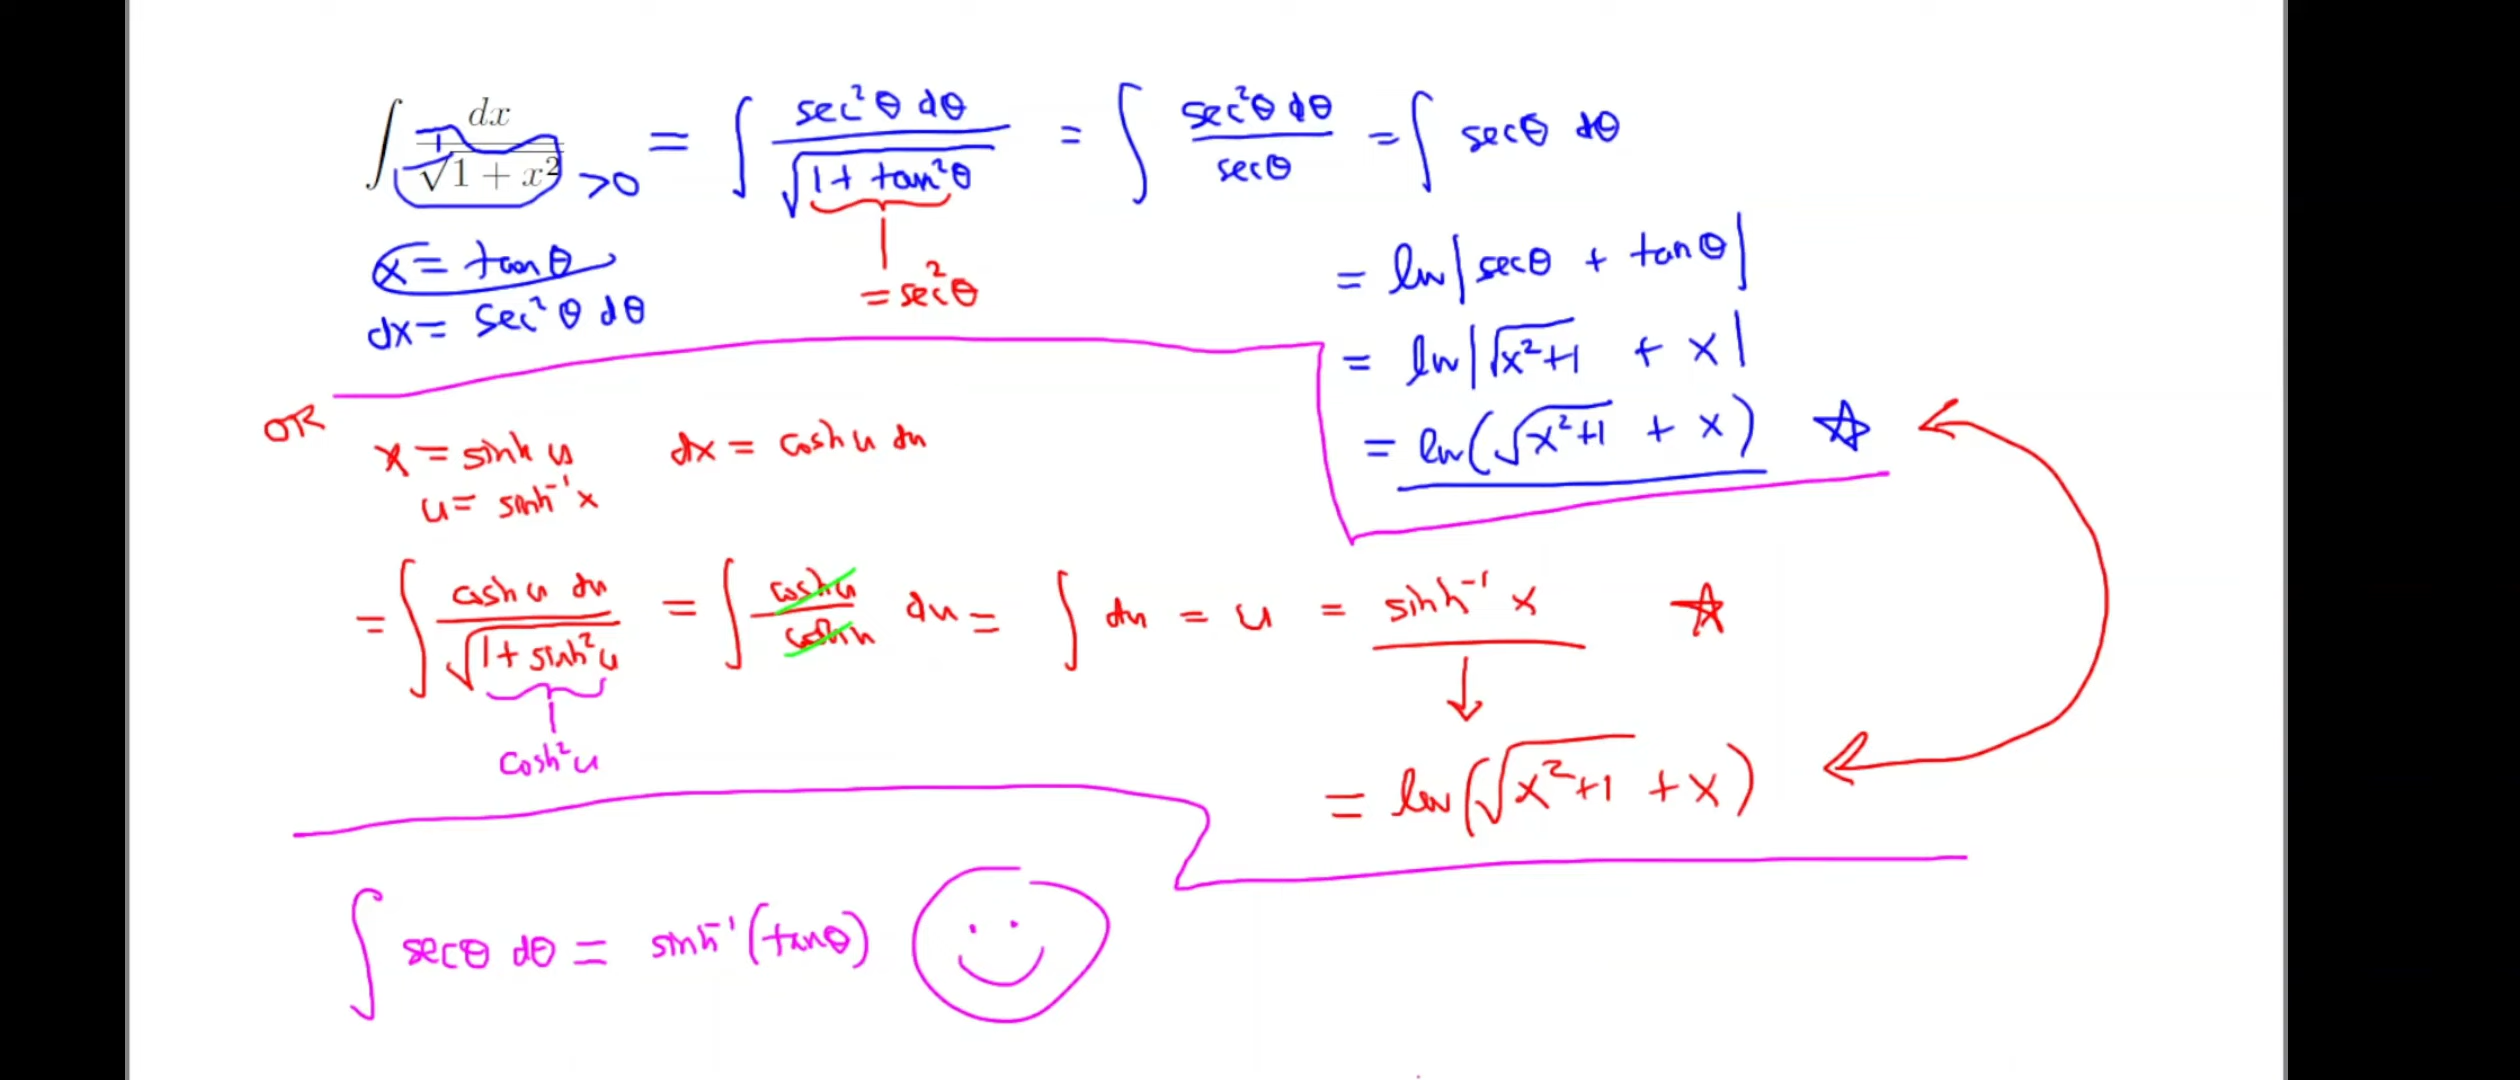 ∫ dx / √(1 + x²) > 0 = ∫ sec²θ dθ / √(1 + tan²θ) = ∫ sec²θ dθ / secθ = ∫ secθ dθ
= sec²θ
x = tanθ
dx = sec²θ dθ
= ln|secθ + tanθ|
= ln|√(x²+1) + x|
= ln(√(x²+1) + x) ☆
OR
x = sinh u dx = cosh u du
u = sinh⁻¹ x
= ∫ cosh u du / √(1 + sinh² u) = ∫ cosh u / cosh u du = ∫ du = u = sinh⁻¹ x ☆
cosh² u
= ln(√(x²+1) + x)
∫ secθ dθ = sinh⁻¹(tanθ)